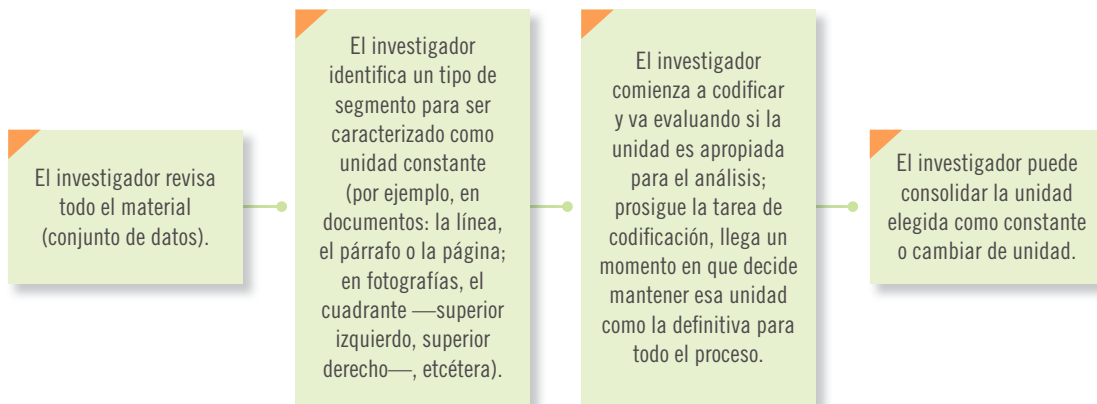 El investigador revisa
todo el material
(conjunto de datos).
El investigador
identifica un tipo de
segmento para ser
caracterizado como
unidad constante
(por ejemplo, en
documentos: la línea,
el párrafo o la página;
en fotografías, el
cuadrante —superior
izquierdo, superior
derecho—, etcétera).
El investigador
comienza a codificar
y va evaluando si la
unidad es apropiada
para el análisis;
prosigue la tarea de
codificación, llega un
momento en que decide
mantener esa unidad
como la definitiva para
todo el proceso.
El investigador puede
consolidar la unidad
elegida como constante
o cambiar de unidad.